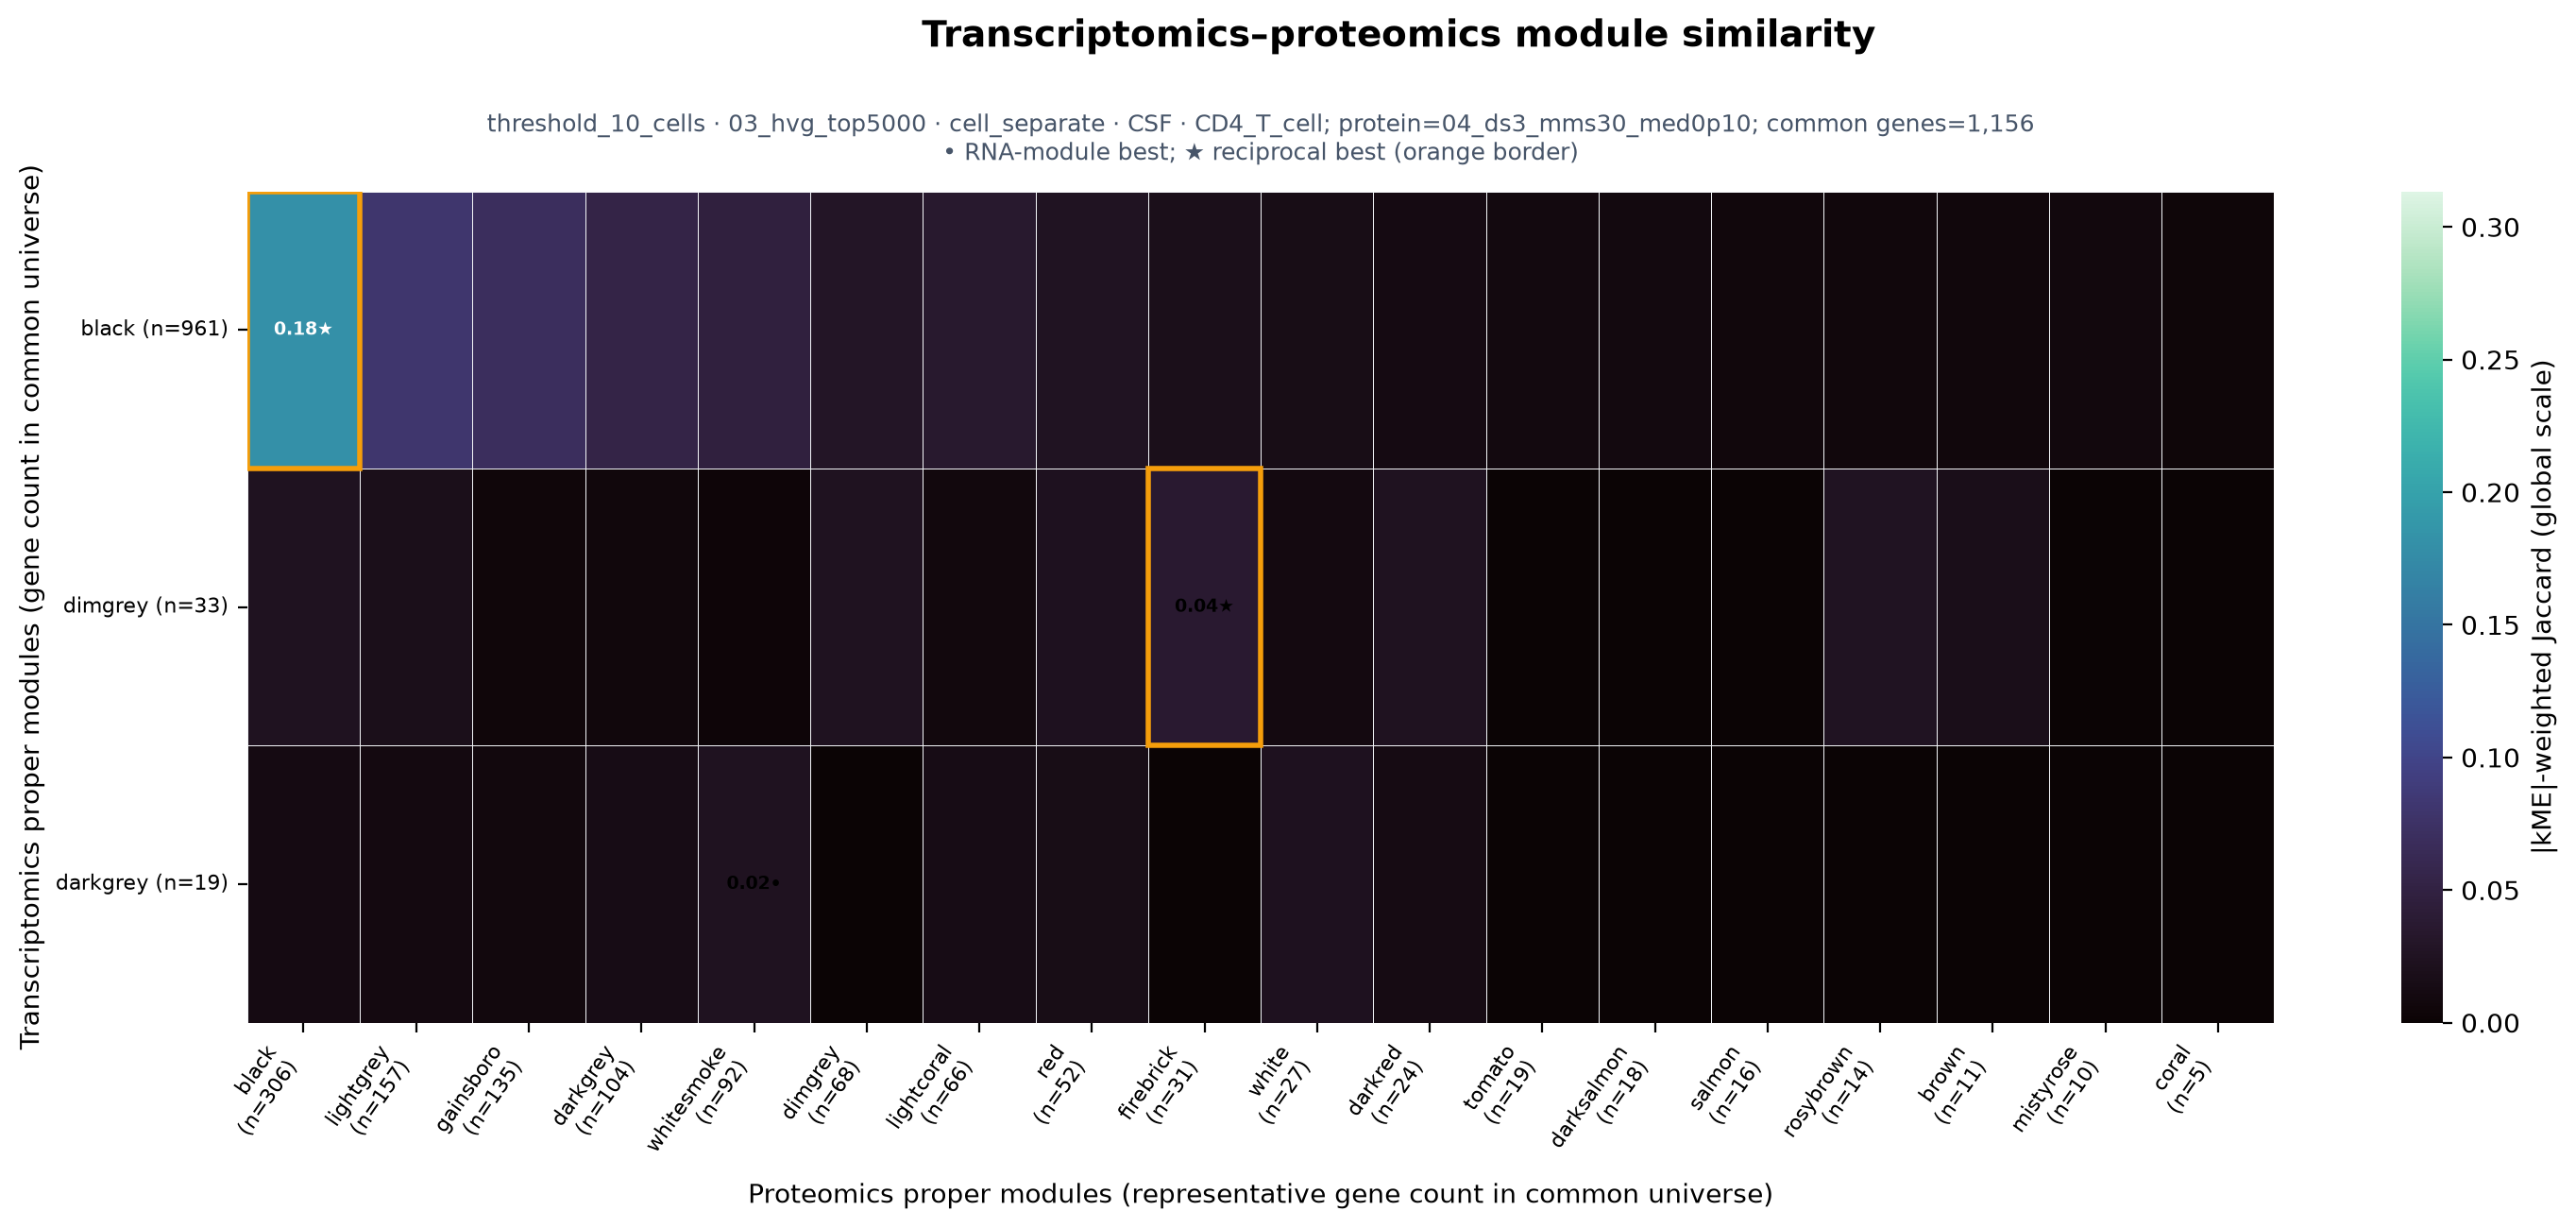 Transcriptomics–proteomics module similarity
threshold_10_cells · 03_hvg_top5000 · cell_separate · CSF · CD4_T_cell; protein=04_ds3_mms30_med0p10; common genes=1,156
• RNA-module best; ★ reciprocal best (orange border)
Transcriptomics proper modules (gene count in common universe)
black (n=961)
dimgrey (n=33)
darkgrey (n=19)
0.18★
0.04★
0.02•
black
(n=306)
lightgrey
(n=157)
gainsboro
(n=135)
darkgrey
(n=104)
whitesmoke
(n=92)
dimgrey
(n=68)
lightcoral
(n=66)
red
(n=52)
firebrick
(n=31)
white
(n=27)
darkred
(n=24)
tomato
(n=19)
darksalmon
(n=18)
salmon
(n=16)
rosybrown
(n=14)
brown
(n=11)
mistyrose
(n=10)
coral
(n=5)
Proteomics proper modules (representative gene count in common universe)
0.30
0.25
0.20
0.15
0.10
0.05
0.00
|kME|-weighted Jaccard (global scale)